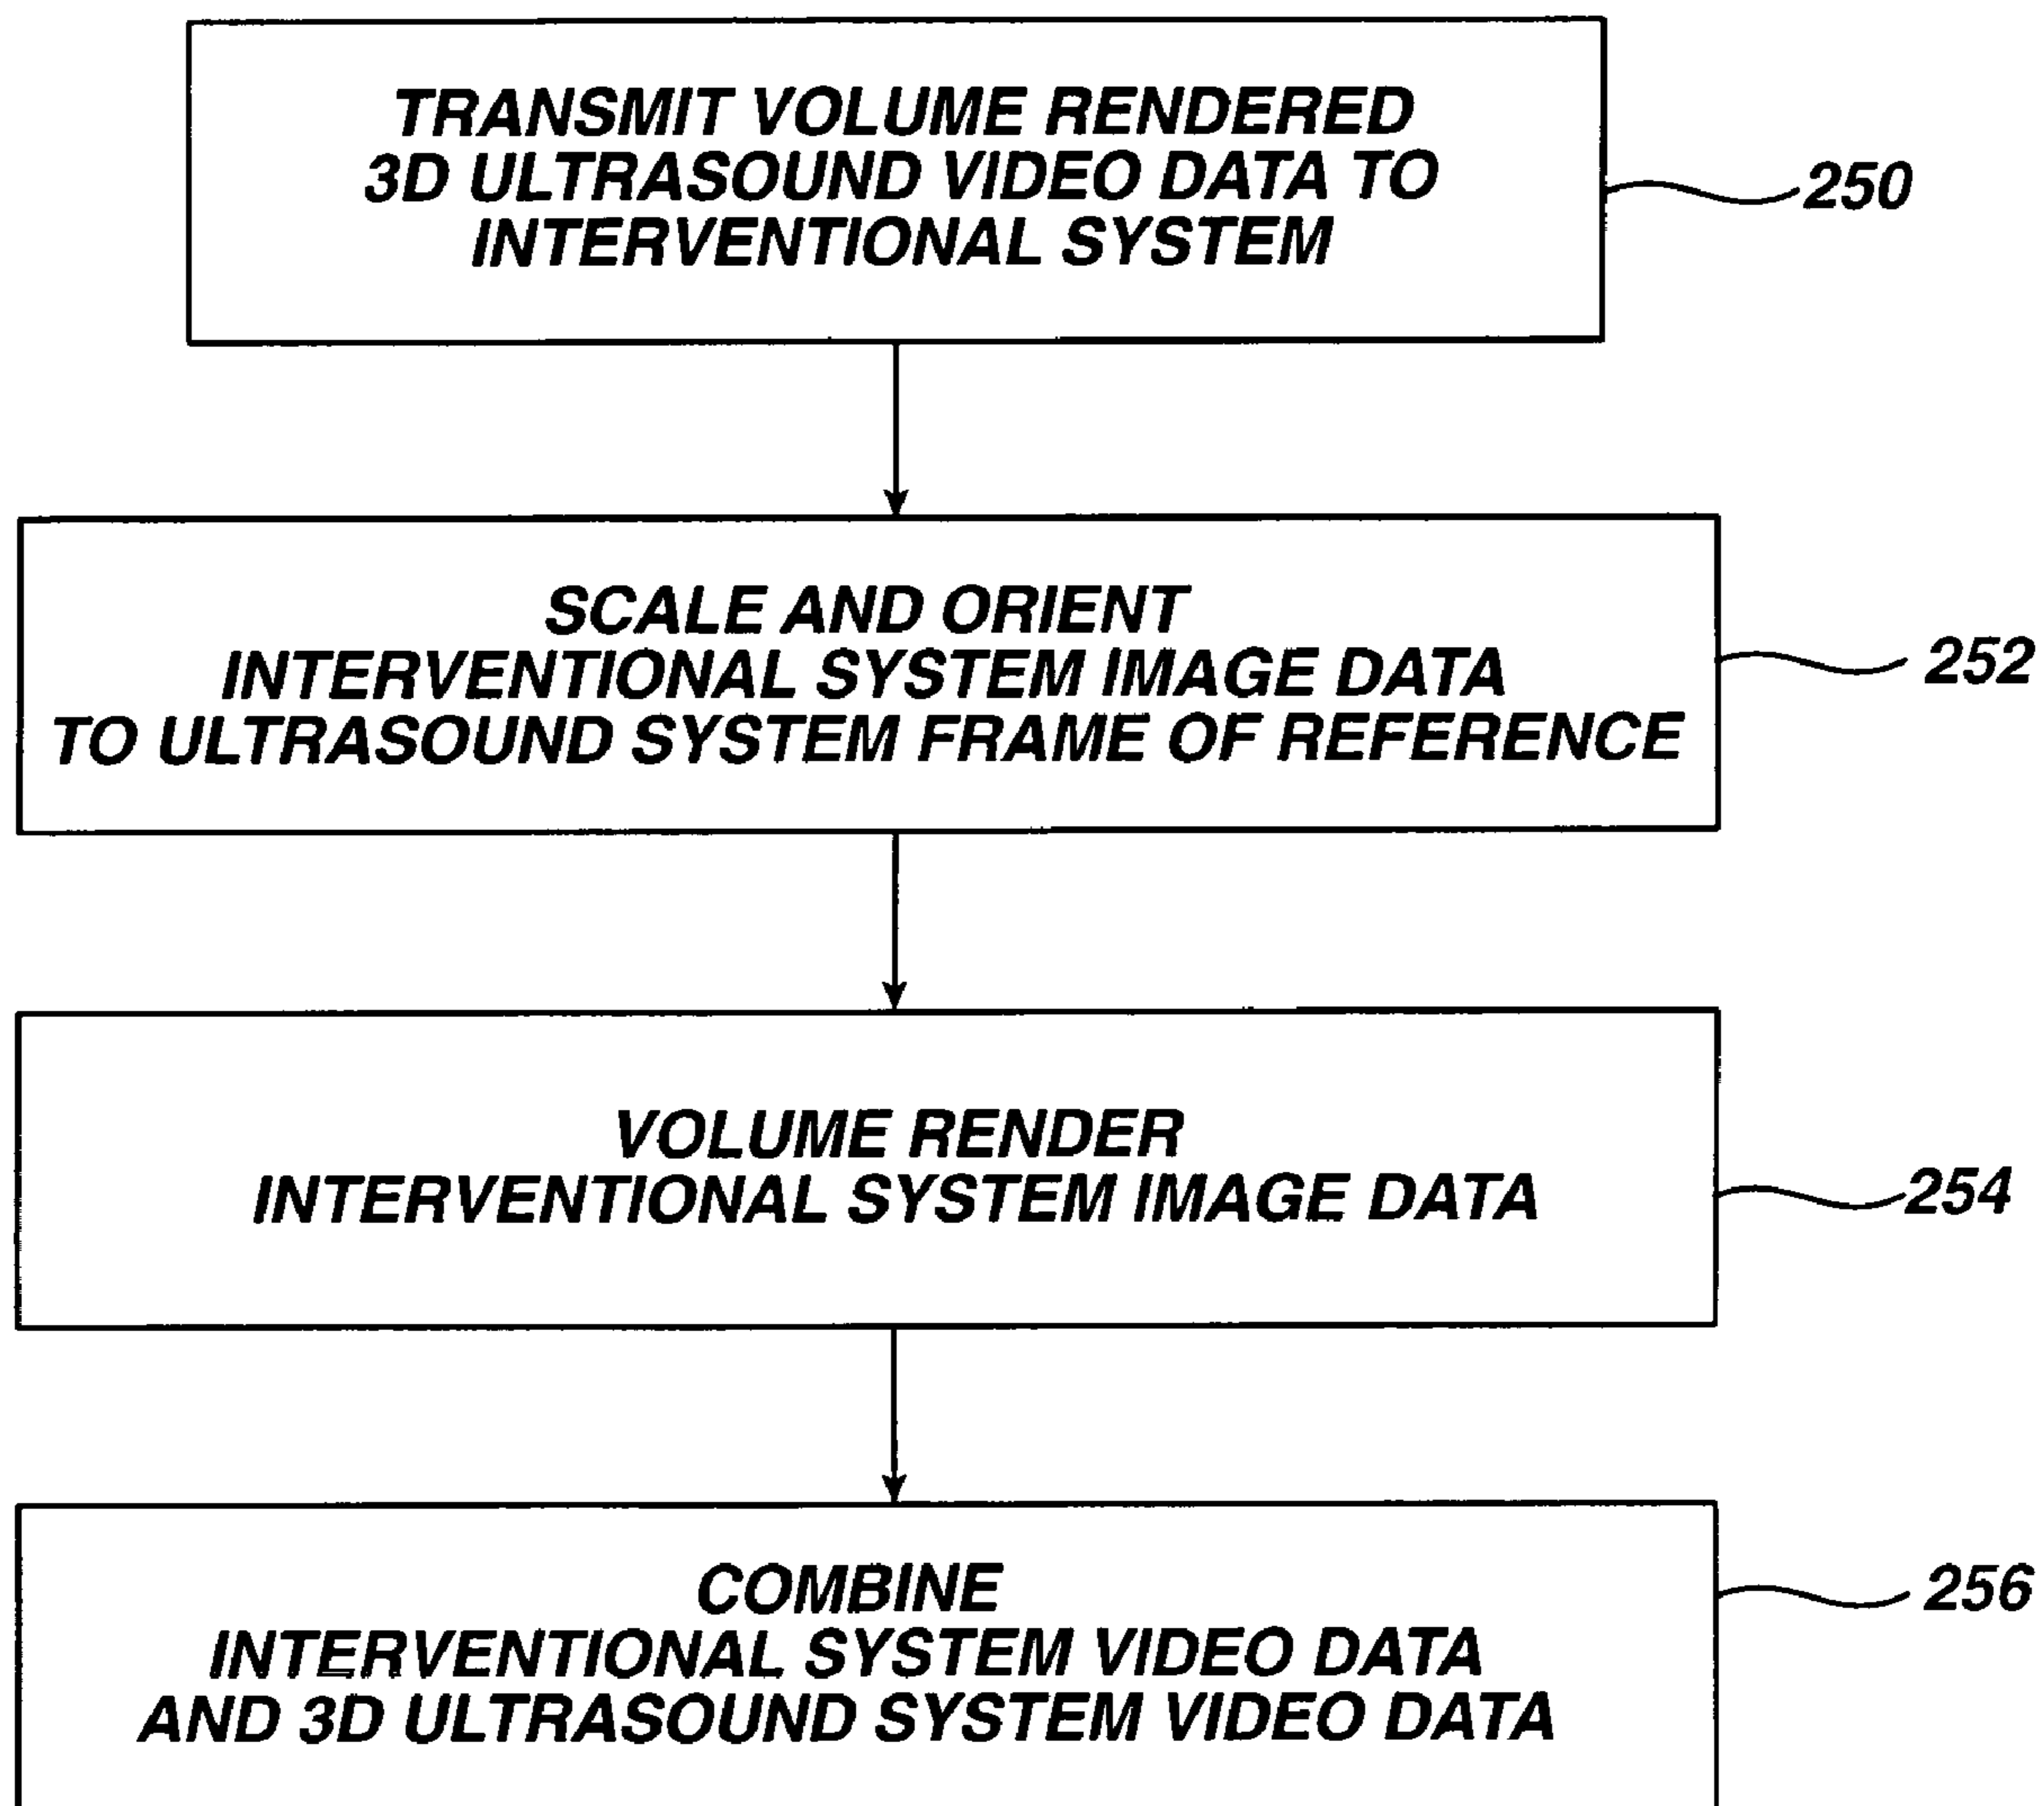 TRANSMIT VOLUME RENDERED
3D ULTRASOUND VIDEO DATA TO
INTERVENTIONAL SYSTEM
250
SCALE AND ORIENT
INTERVENTIONAL SYSTEM IMAGE DATA
TO ULTRASOUND SYSTEM FRAME OF REFERENCE
252
VOLUME RENDER
INTERVENTIONAL SYSTEM IMAGE DATA
254
COMBINE
INTERVENTIONAL SYSTEM VIDEO DATA
AND 3D ULTRASOUND SYSTEM VIDEO DATA
256